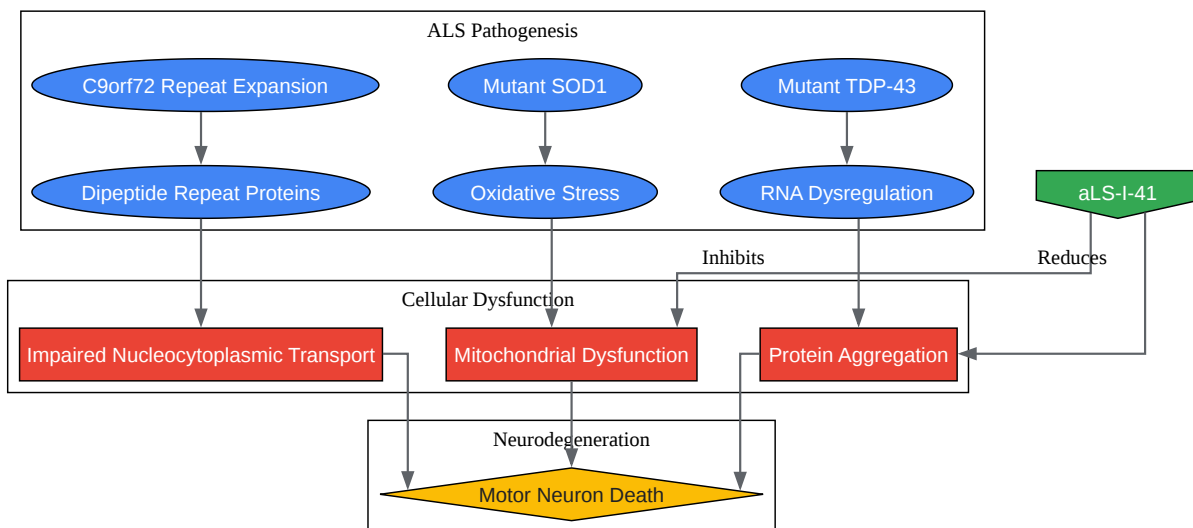 ALS Pathogenesis
C9orf72 Repeat Expansion
Mutant SOD1
Mutant TDP-43
Dipeptide Repeat Proteins
Oxidative Stress
RNA Dysregulation
aLS-I-41
Inhibits
Reduces
Cellular Dysfunction
Impaired Nucleocytoplasmic Transport
Mitochondrial Dysfunction
Protein Aggregation
Neurodegeneration
Motor Neuron Death